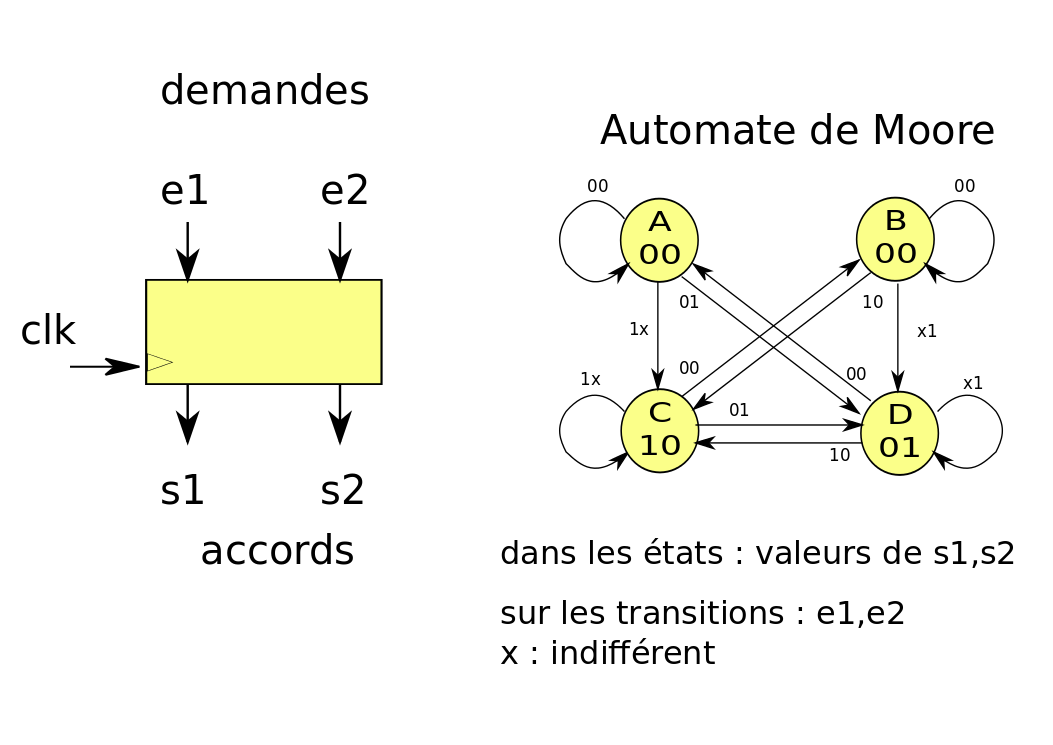 demandes
e1 e2
clk
s1 s2
accords
Automate de Moore
00 00
A B
00 00
01 10
1x x1
00 00
1x x1
01
C D
10 01
10
dans les états : valeurs de s1,s2
sur les transitions : e1,e2
x : indifférent